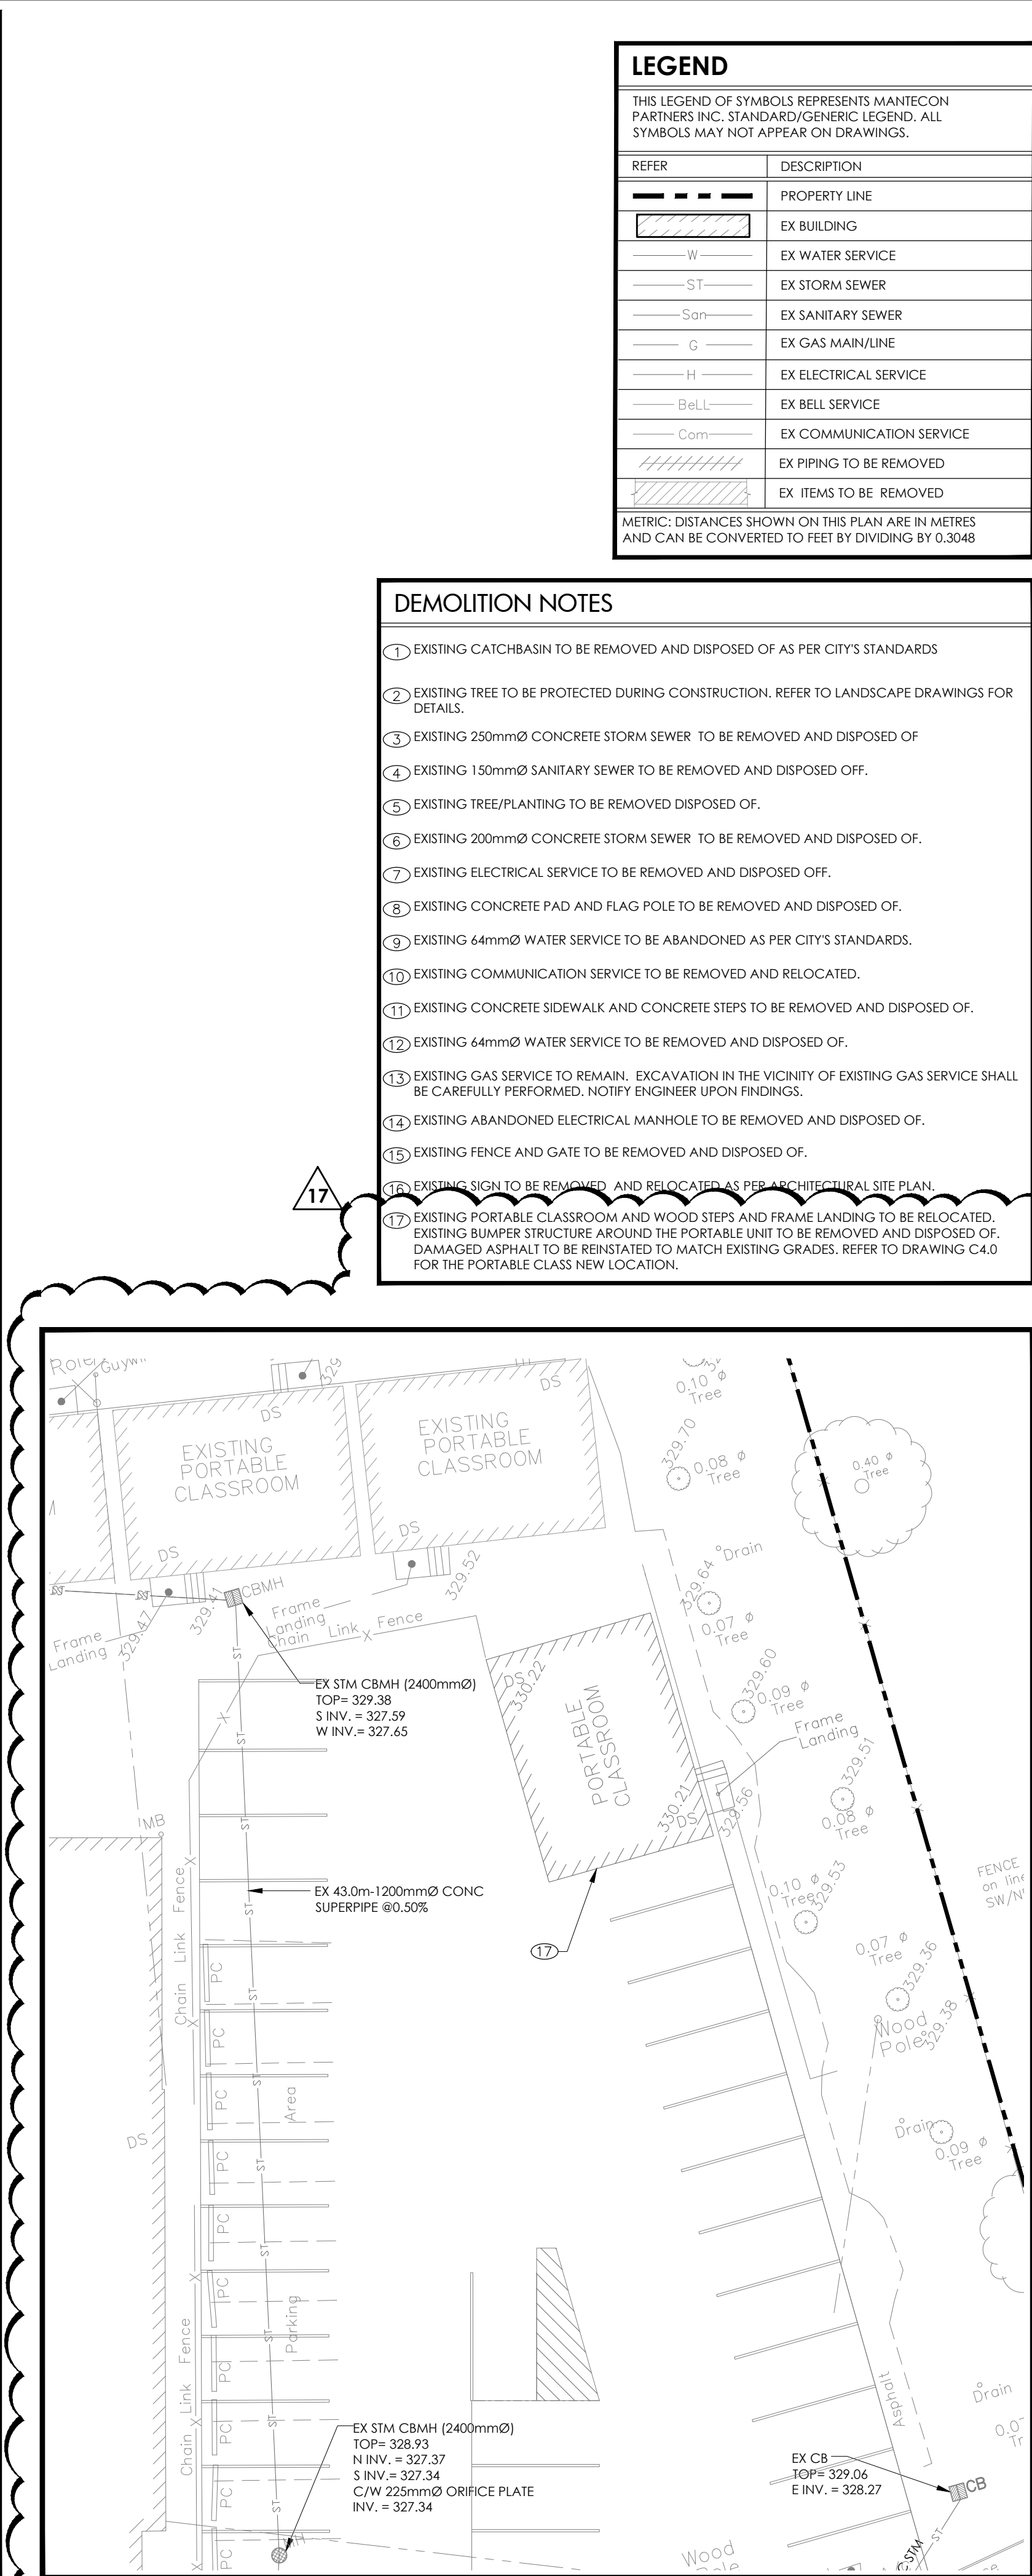 LEGEND
THIS LEGEND OF SYMBOLS REPRESENTS MANTECON
PARTNERS INC. STANDARD/GENERIC LEGEND. ALL
SYMBOLS MAY NOT APPEAR ON DRAWINGS.
REFER DESCRIPTION
PROPERTY LINE
EX BUILDING
W EX WATER SERVICE
ST EX STORM SEWER
San EX SANITARY SEWER
G EX GAS MAIN/LINE
H EX ELECTRICAL SERVICE
BeLL EX BELL SERVICE
Com EX COMMUNICATION SERVICE
EX PIPING TO BE REMOVED
EX ITEMS TO BE REMOVED
METRIC: DISTANCES SHOWN ON THIS PLAN ARE IN METRES
AND CAN BE CONVERTED TO FEET BY DIVIDING BY 0.3048
DEMOLITION NOTES
1 EXISTING CATCHBASIN TO BE REMOVED AND DISPOSED OF AS PER CITY'S STANDARDS
2 EXISTING TREE TO BE PROTECTED DURING CONSTRUCTION. REFER TO LANDSCAPE DRAWINGS FOR
DETAILS.
3 EXISTING 250mmØ CONCRETE STORM SEWER TO BE REMOVED AND DISPOSED OF
4 EXISTING 150mmØ SANITARY SEWER TO BE REMOVED AND DISPOSED OFF.
5 EXISTING TREE/PLANTING TO BE REMOVED DISPOSED OF.
6 EXISTING 200mmØ CONCRETE STORM SEWER TO BE REMOVED AND DISPOSED OF.
7 EXISTING ELECTRICAL SERVICE TO BE REMOVED AND DISPOSED OFF.
8 EXISTING CONCRETE PAD AND FLAG POLE TO BE REMOVED AND DISPOSED OF.
9 EXISTING 64mmØ WATER SERVICE TO BE ABANDONED AS PER CITY'S STANDARDS.
10 EXISTING COMMUNICATION SERVICE TO BE REMOVED AND RELOCATED.
11 EXISTING CONCRETE SIDEWALK AND CONCRETE STEPS TO BE REMOVED AND DISPOSED OF.
12 EXISTING 64mmØ WATER SERVICE TO BE REMOVED AND DISPOSED OF.
13 EXISTING GAS SERVICE TO REMAIN. EXCAVATION IN THE VICINITY OF EXISTING GAS SERVICE SHALL
BE CAREFULLY PERFORMED. NOTIFY ENGINEER UPON FINDINGS.
14 EXISTING ABANDONED ELECTRICAL MANHOLE TO BE REMOVED AND DISPOSED OF.
15 EXISTING FENCE AND GATE TO BE REMOVED AND DISPOSED OF.
16 EXISTING SIGN TO BE REMOVED AND RELOCATED AS PER ARCHITECTURAL SITE PLAN.
17
17 EXISTING PORTABLE CLASSROOM AND WOOD STEPS AND FRAME LANDING TO BE RELOCATED.
EXISTING BUMPER STRUCTURE AROUND THE PORTABLE UNIT TO BE REMOVED AND DISPOSED OF.
DAMAGED ASPHALT TO BE REINSTATED TO MATCH EXISTING GRADES. REFER TO DRAWING C4.0
FOR THE PORTABLE CLASS NEW LOCATION.
DS
DS
0.10 ø
Tree
EXISTING
PORTABLE
CLASSROOM
EXISTING
PORTABLE
CLASSROOM
329.70
0.08 ø
Tree
0.40 ø
Tree
DS
DS
329.52
329.64
Drain
CBMH
329.47
329.41
Frame
Landing
Frame
Landing
Chain Link Fence
0.07 ø
Tree
EX STM CBMH (2400mmØ)
TOP= 329.38
S INV. = 327.59
W INV.= 327.65
DS
330.22
PORTABLE
CLASSROOM
330.21
DS
329.56
329.60
0.09 ø
Tree
Frame
Landing
329.51
0.08 ø
Tree
MB
Chain Link Fence
EX 43.0m-1200mmØ CONC
SUPERPIPE @0.50%
17
0.10 ø
Tree
329.53
FENCE
on line
0.07 ø
Tree
329.36
Wood
Pole
329.38
ST
ST
ST
ST
ST
ST
ST
ST
ST
ST
PC
PC
PC
PC
PC
PC
PC
PC
PC
PC
DS
Parking Area
Drain
0.09 ø
Tree
Chain Link Fence
Asphalt
Drain
EX STM CBMH (2400mmØ)
TOP= 328.93
N INV. = 327.37
S INV.= 327.34
C/W 225mmØ ORIFICE PLATE
INV. = 327.34
EX CB
TOP= 329.06
E INV. = 328.27
CB
ST
Wood